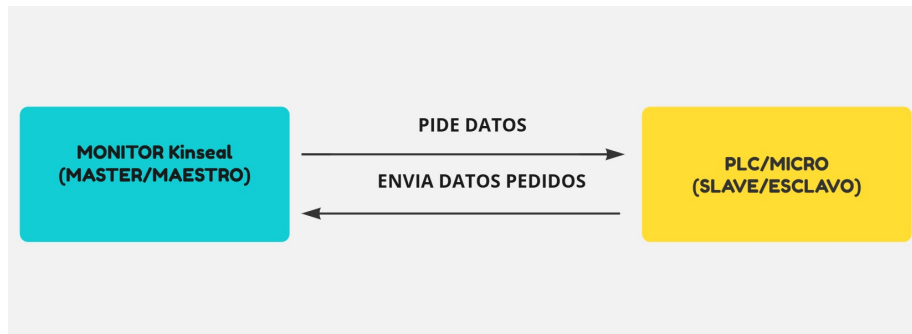 MONITOR Kinseal
(MASTER/MAESTRO)
PIDE DATOS
ENVIA DATOS PEDIDOS
PLC/MICRO
(SLAVE/ESCLAVO)